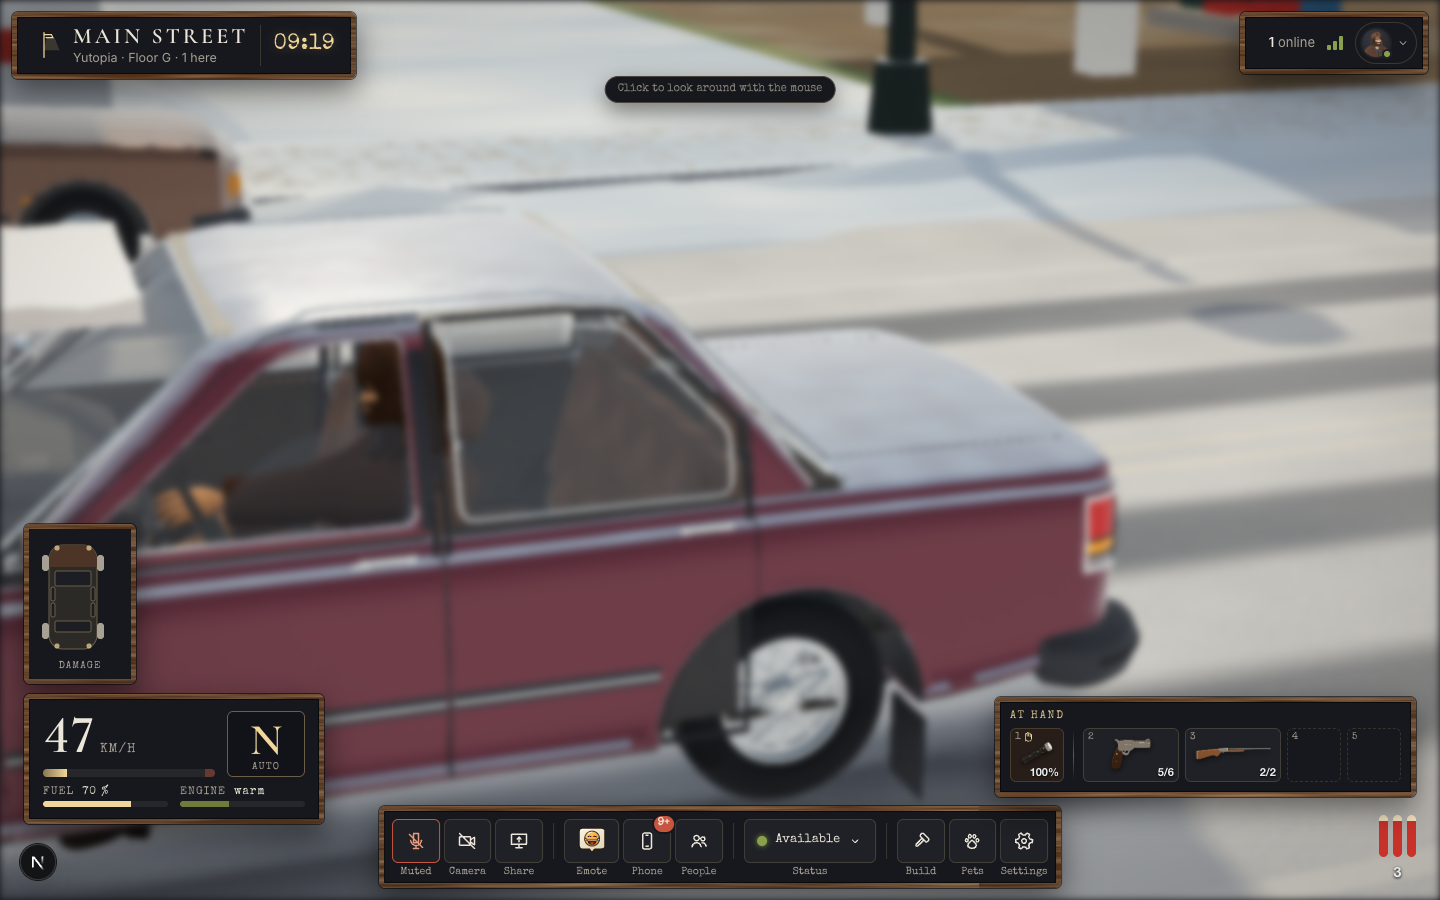 MAIN STREET
Yutopia · Floor G · 1 here
09:19
1 online
Click to look around with the mouse
DAMAGE
47 KM/H
N
AUTO
FUEL 70 %
ENGINE warm
AT HAND
1
100%
2
5/6
3
2/2
4
5
9+
Available
Muted
Camera
Share
Emote
Phone
People
Status
Build
Pets
Settings
N
3